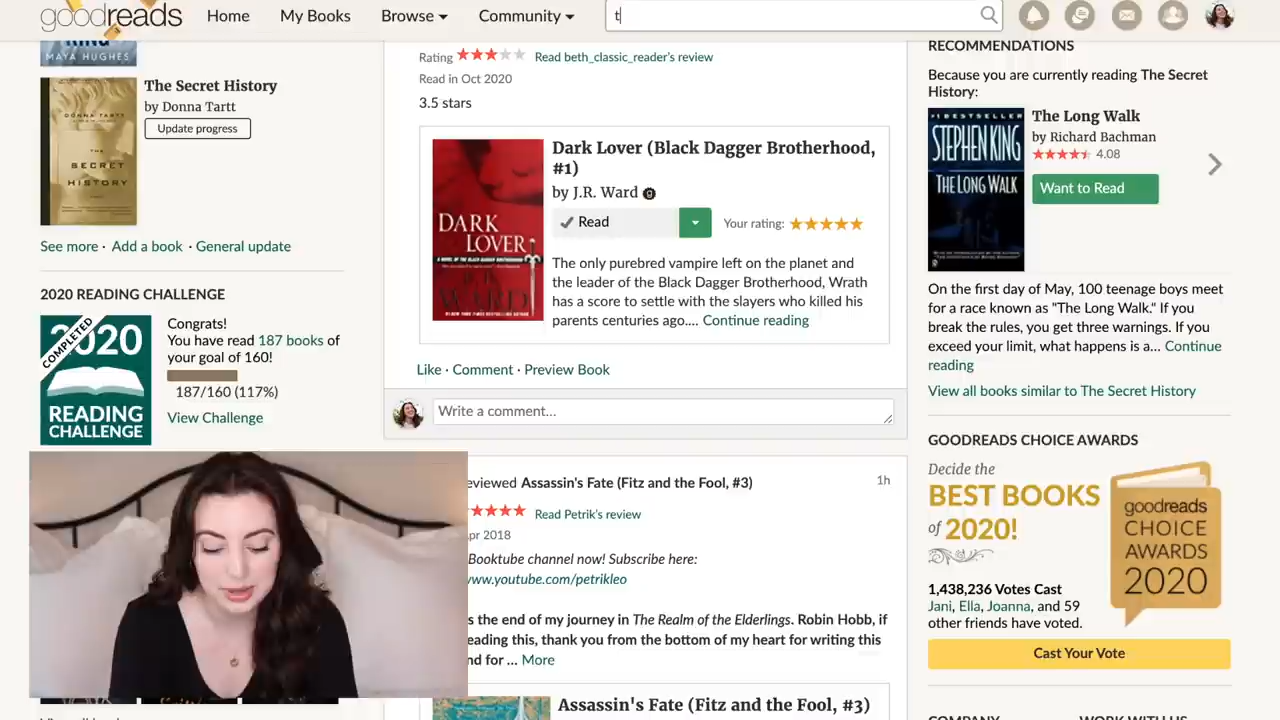 goodreads
Home
My Books
Browse
Community
t
MAYA HUGHES
DONNA TARTT
THE
SECRET
HISTORY
The Secret History
by Donna Tartt
Update progress
See more · Add a book · General update
2020 READING CHALLENGE
COMPLETED
2020
READING
CHALLENGE
Congrats!
You have read 187 books of
your goal of 160!
187/160 (117%)
View Challenge
Rating
Read beth_classic_reader's review
Read in Oct 2020
3.5 stars
DARK
LOVER
WARD
Dark Lover (Black Dagger Brotherhood,
#1)
by J.R. Ward
Read
Your rating:
The only purebred vampire left on the planet and
the leader of the Black Dagger Brotherhood, Wrath
has a score to settle with the slayers who killed his
parents centuries ago.... Continue reading
Like · Comment · Preview Book
Write a comment...
eviewed Assassin's Fate (Fitz and the Fool, #3)
1h
Read Petrik's review
pr 2018
Booktube channel now! Subscribe here:
www.youtube.com/petrikleo
s the end of my journey in The Realm of the Elderlings. Robin Hobb, if
eading this, thank you from the bottom of my heart for writing this
nd for ... More
Assassin's Fate (Fitz and the Fool, #3)
RECOMMENDATIONS
Because you are currently reading The Secret
History:
#1 BESTSELLER
STEPHEN KING
THE LONG WALK
The Long Walk
by Richard Bachman
4.08
Want to Read
On the first day of May, 100 teenage boys meet
for a race known as "The Long Walk." If you
break the rules, you get three warnings. If you
exceed your limit, what happens is a... Continue
reading
View all books similar to The Secret History
GOODREADS CHOICE AWARDS
Decide the
BEST BOOKS
of 2020!
1,438,236 Votes Cast
Jani, Ella, Joanna, and 59
other friends have voted.
goodreads
CHOICE
AWARDS
2020
Cast Your Vote
COMPANY
WORK WITH US